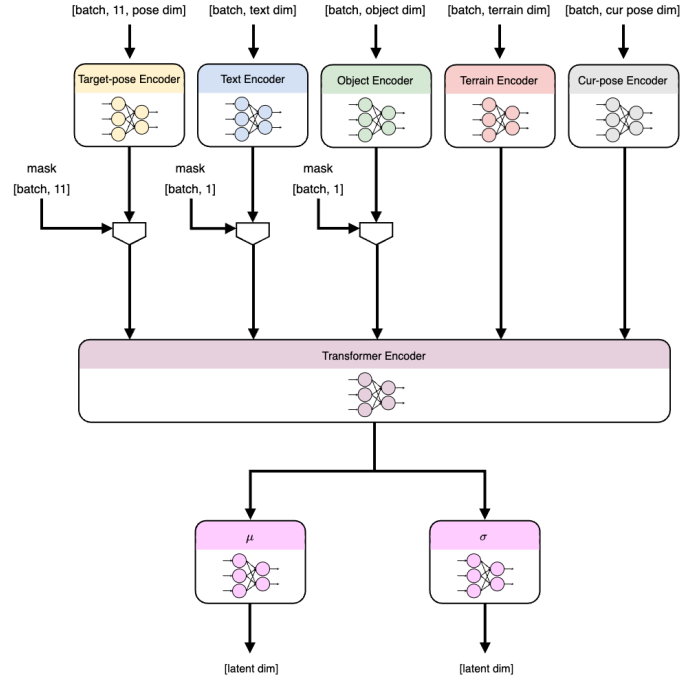 [batch, 11, pose dim]
[batch, text dim]
[batch, object dim]
[batch, terrain dim]
[batch, cur pose dim]
Target-pose Encoder
Text Encoder
Object Encoder
Terrain Encoder
Cur-pose Encoder
mask
[batch, 11]
mask
[batch, 1]
mask
[batch, 1]
Transformer Encoder
μ
σ
[latent dim]
[latent dim]